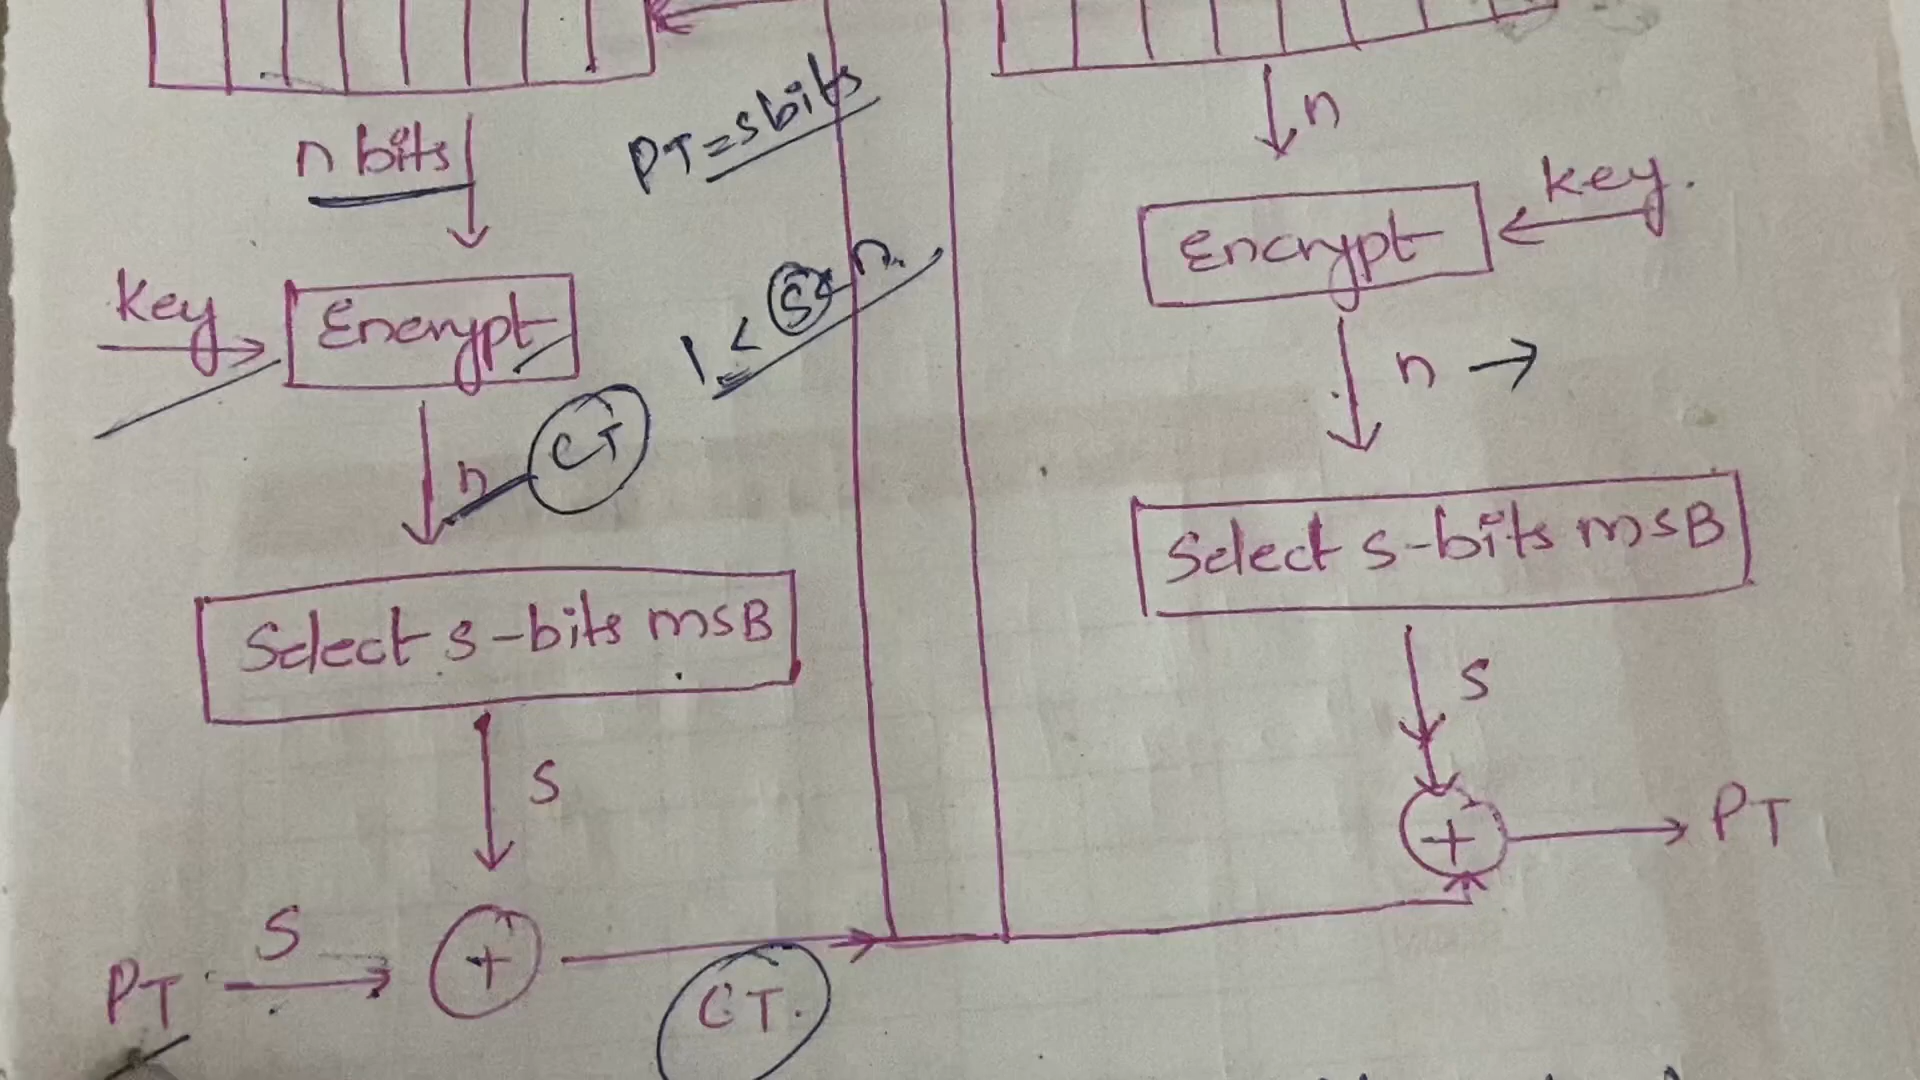 n bits
PT=sbits
n
key.
Encrypt
key
Encrypt
1<s<n.
n
CT
n
Select s-bits MSB
Select s-bits MSB
s
s
+
PT
PT
S
+
CT.